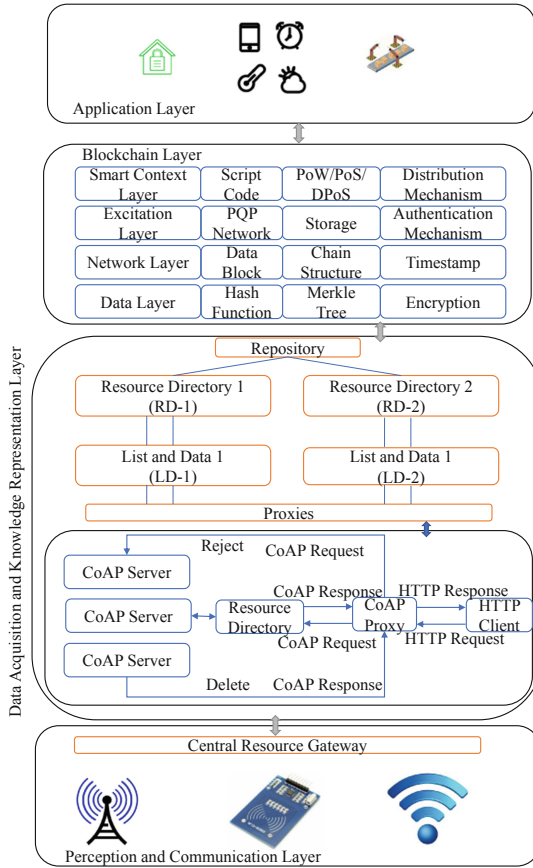 Application Layer
Blockchain Layer
Smart Context
Layer
Script
Code
PoW/PoS/
DPoS
Distribution
Mechanism
Excitation
Layer
PQP
Network
Storage
Authentication
Mechanism
Network Layer
Data
Block
Chain
Structure
Timestamp
Data Layer
Hash
Function
Merkle
Tree
Encryption
Data Acquisition and Knowledge Representation Layer
Repository
Resource Directory 1
(RD-1)
Resource Directory 2
(RD-2)
List and Data 1
(LD-1)
List and Data 1
(LD-2)
Proxies
Reject
CoAP Request
CoAP Server
CoAP Response
HTTP Response
CoAP Server
Resource
Directory
CoAP
Proxy
HTTP
Client
CoAP Request
HTTP Request
CoAP Server
Delete
CoAP Response
Central Resource Gateway
Perception and Communication Layer